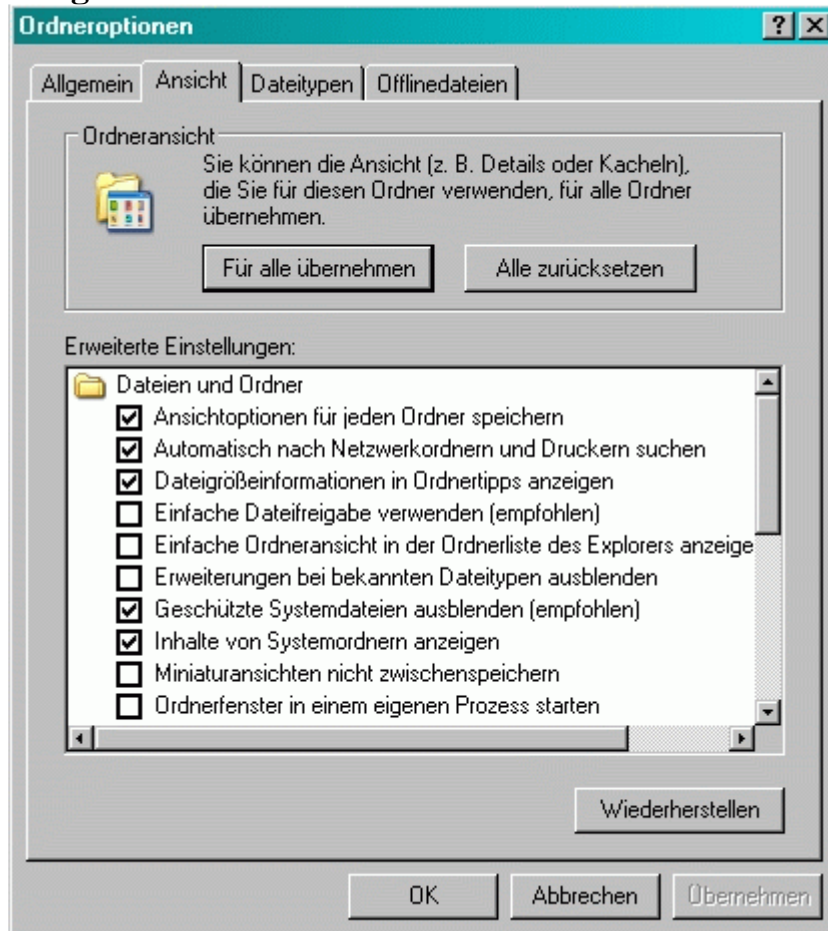 Ordneroptionen
Allgemein Ansicht Dateitypen Offlinedateien
Ordneransicht
Sie können die Ansicht (z. B. Details oder Kacheln),
die Sie für diesen Ordner verwenden, für alle Ordner
übernehmen.
Für alle übernehmen Alle zurücksetzen
Erweiterte Einstellungen:
Dateien und Ordner
Ansichtoptionen für jeden Ordner speichern
Automatisch nach Netzwerkordnern und Druckern suchen
Dateigrößeinformationen in Ordnertipps anzeigen
Einfache Dateifreigabe verwenden (empfohlen)
Einfache Ordneransicht in der Ordnerliste des Explorers anzeige
Erweiterungen bei bekannten Dateitypen ausblenden
Geschützte Systemdateien ausblenden (empfohlen)
Inhalte von Systemordnern anzeigen
Miniaturansichten nicht zwischenspeichern
Ordnerfenster in einem eigenen Prozess starten
Wiederherstellen
OK Abbrechen Übernehmen